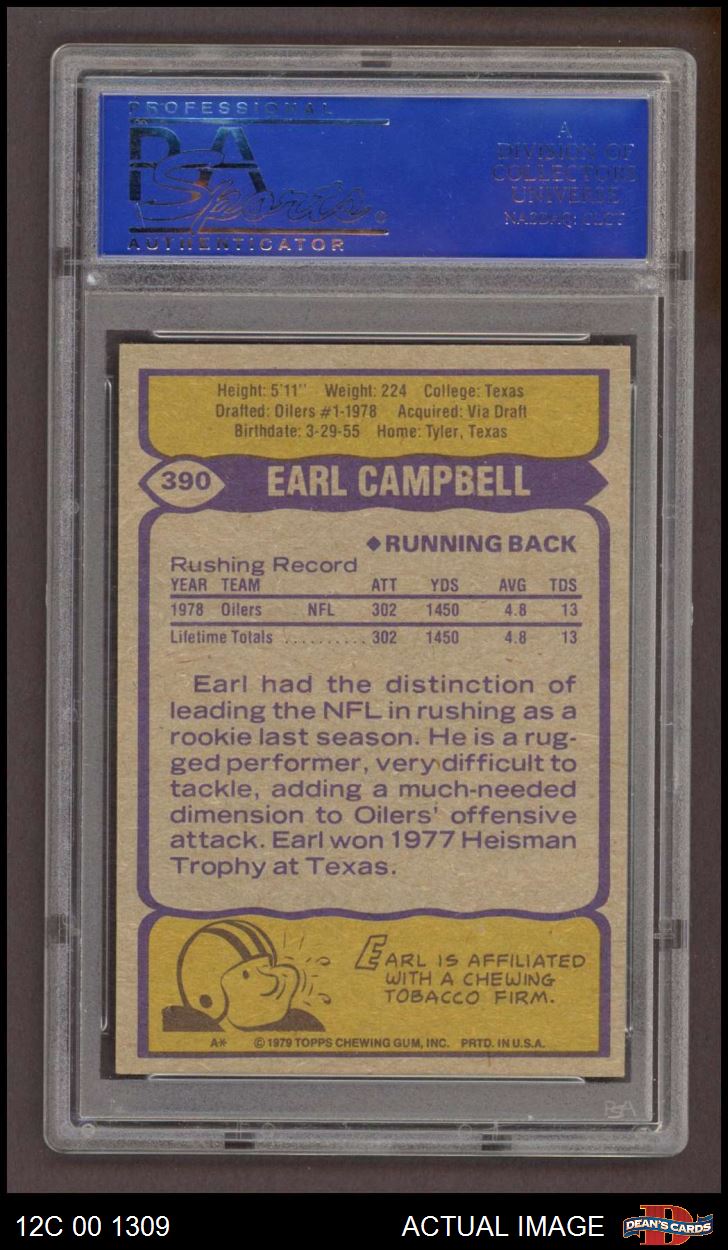 PROFESSIONAL
PSA
Sports
AUTHENTICATOR
A
DIVISION OF
COLLECTORS
UNIVERSE
NASDAQ: CLCT
Height: 5'11" Weight: 224 College: Texas
Drafted: Oilers #1-1978 Acquired: Via Draft
Birthdate: 3-29-55 Home: Tyler, Texas
390 EARL CAMPBELL
◆RUNNING BACK
Rushing Record
YEAR TEAM ATT YDS AVG TDS
1978 Oilers . . NFL 302 1450 4.8 13
Lifetime Totals .......... 302 1450 4.8 13
Earl had the distinction of
leading the NFL in rushing as a
rookie last season. He is a rug-
ged performer, very difficult to
tackle, adding a much-needed
dimension to Oilers' offensive
attack. Earl won 1977 Heisman
Trophy at Texas.
EARL IS AFFILIATED
WITH A CHEWING
TOBACCO FIRM.
A* © 1979 TOPPS CHEWING GUM, INC. PRTD. IN U.S.A.
PSA
12C 00 1309 ACTUAL IMAGE DEAN'S CARDS